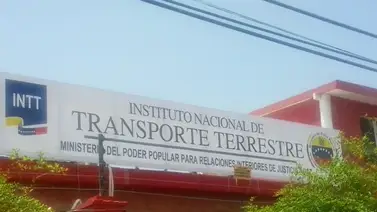 INTT
INSTITUTO NACIONAL DE
TRANSPORTE TERRESTRE
MINISTERIO DEL PODER POPULAR PARA RELACIONES INTERIORES DE JUSTICIA